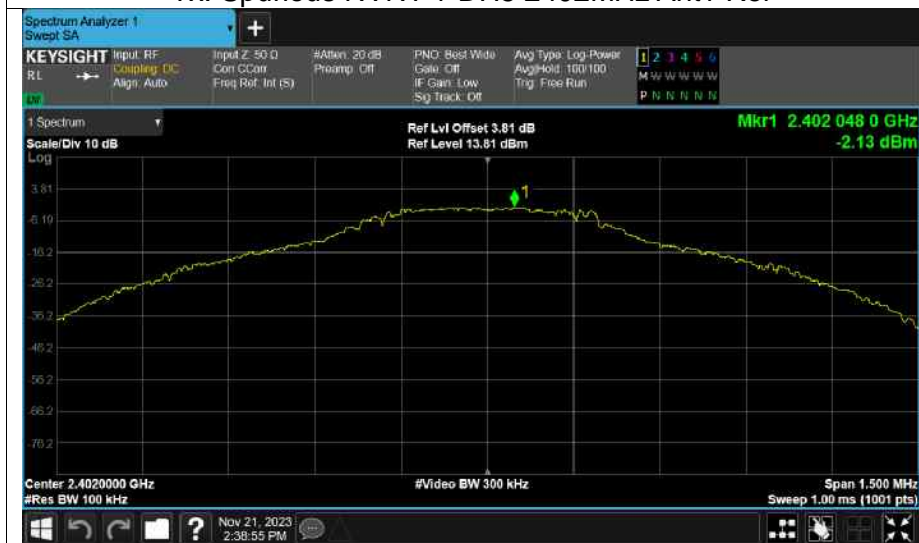 Spectrum Analyzer 1
Swept SA
KEYSIGHT Input: RF
RL Coupling: DC
Align: Auto
Input Z: 50 Ω
Corr CCorr
Freq Ref: Int (S)
#Atten: 20 dB
Preamp: Off
PNO: Best Wide
Gate: Off
IF Gain: Low
Sig Track: Off
Avg Type: Log-Power
Avg|Hold: 100/100
Trig: Free Run
1 2 3 4 5 6
M W W W W W
P N N N N N
1 Spectrum
Scale/Div 10 dB
Ref Lvl Offset 3.81 dB
Ref Level 13.81 dBm
Mkr1 2.402 048 0 GHz
-2.13 dBm
Log
1
3.81
-6.19
-16.2
-26.2
-36.2
-46.2
-56.2
-66.2
-76.2
Center 2.4020000 GHz
#Video BW 300 kHz
Span 1.500 MHz
#Res BW 100 kHz
Sweep 1.00 ms (1001 pts)
Nov 21, 2023
2:38:55 PM